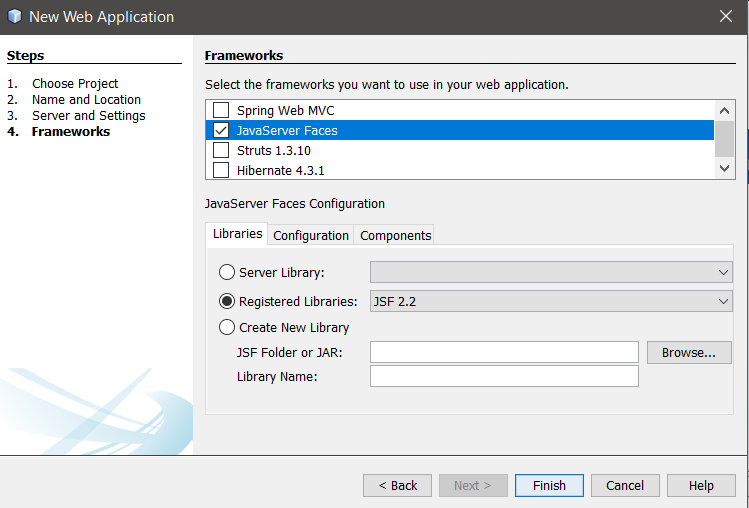 New Web Application
Steps
1. Choose Project
2. Name and Location
3. Server and Settings
4. Frameworks
Frameworks
Select the frameworks you want to use in your web application.
Spring Web MVC
JavaServer Faces
Struts 1.3.10
Hibernate 4.3.1
JavaServer Faces Configuration
Libraries Configuration Components
Server Library:
Registered Libraries: JSF 2.2
Create New Library
JSF Folder or JAR: Browse...
Library Name:
< Back Next > Finish Cancel Help